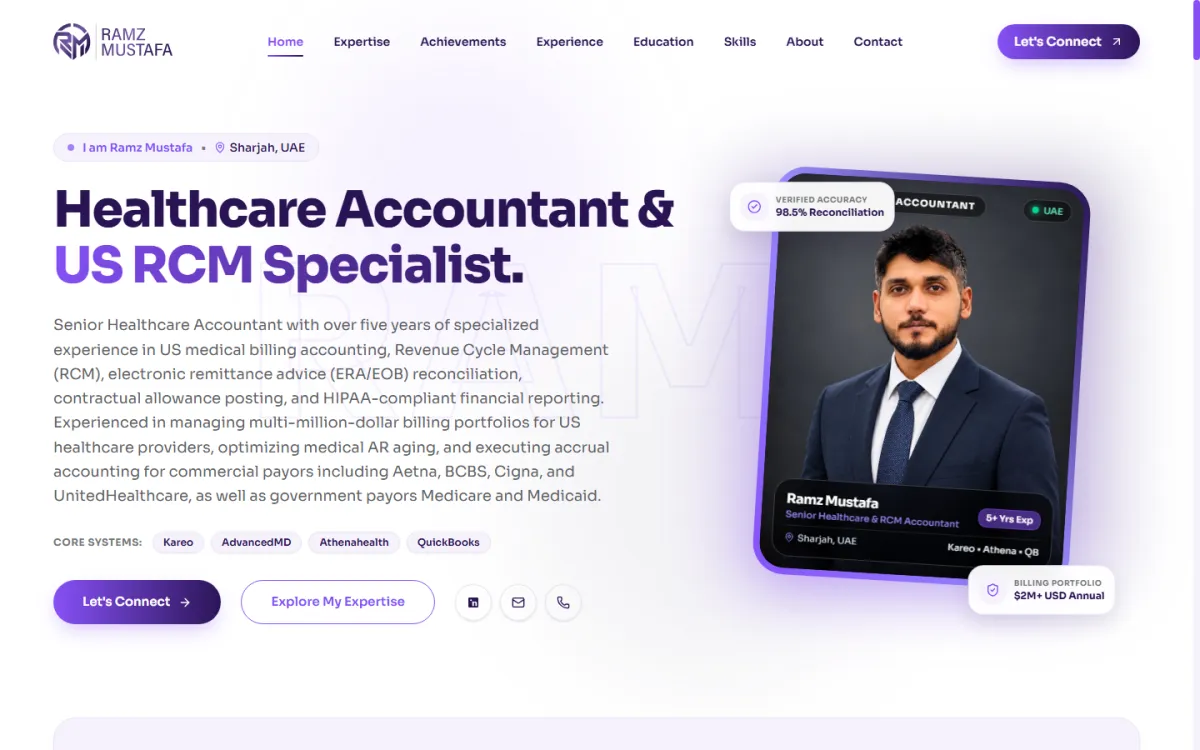 RAMZ
MUSTAFA
Home
Expertise
Achievements
Experience
Education
Skills
About
Contact
Let's Connect
I am Ramz Mustafa • Sharjah, UAE
Healthcare Accountant &
US RCM Specialist.
Senior Healthcare Accountant with over five years of specialized
experience in US medical billing accounting, Revenue Cycle Management
(RCM), electronic remittance advice (ERA/EOB) reconciliation,
contractual allowance posting, and HIPAA-compliant financial reporting.
Experienced in managing multi-million-dollar billing portfolios for US
healthcare providers, optimizing medical AR aging, and executing accrual
accounting for commercial payors including Aetna, BCBS, Cigna, and
UnitedHealthcare, as well as government payors Medicare and Medicaid.
CORE SYSTEMS:
Kareo
AdvancedMD
Athenahealth
QuickBooks
Let's Connect
Explore My Expertise
VERIFIED ACCURACY
98.5% Reconciliation
ACCOUNTANT
UAE
Ramz Mustafa
Senior Healthcare & RCM Accountant
5+ Yrs Exp
Sharjah, UAE
Kareo • Athena • QB
BILLING PORTFOLIO
$2M+ USD Annual
RAM